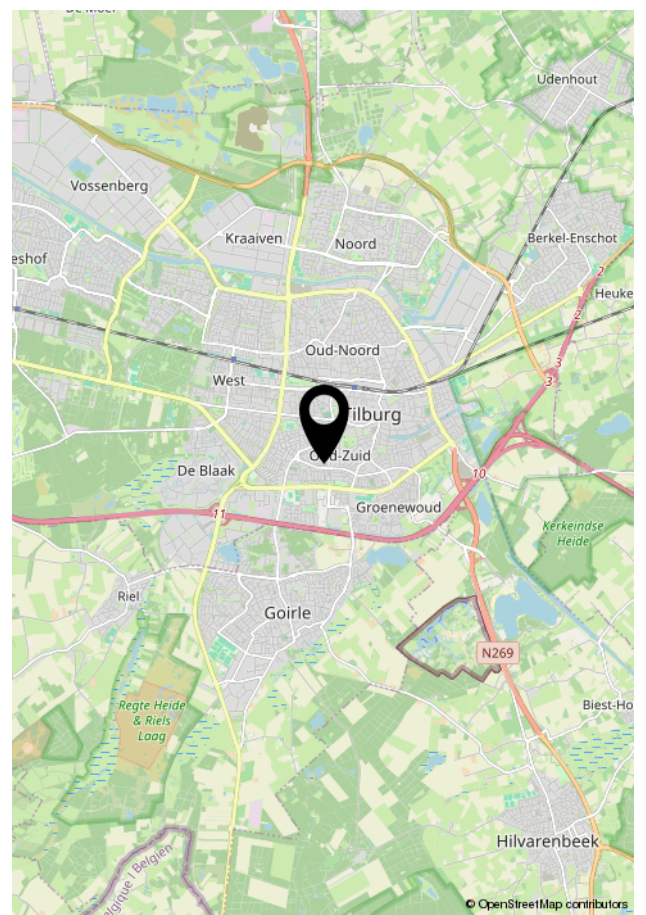 De Moer
Udenhout
Vossenberg
Kraaiven
Noord
Berkel-Enschot
eshof
2
Heuke
2
Oud-Noord
3
West
3
Tilburg
Oud-Zuid
De Blaak
10
11
Groenewoud
Kerkeindse
Heide
Riel
Goirle
N269
Regte Heide
& Riels
Laag
Biest-Ho
Hilvarenbeek
elgique | België
© OpenStreetMap contributors